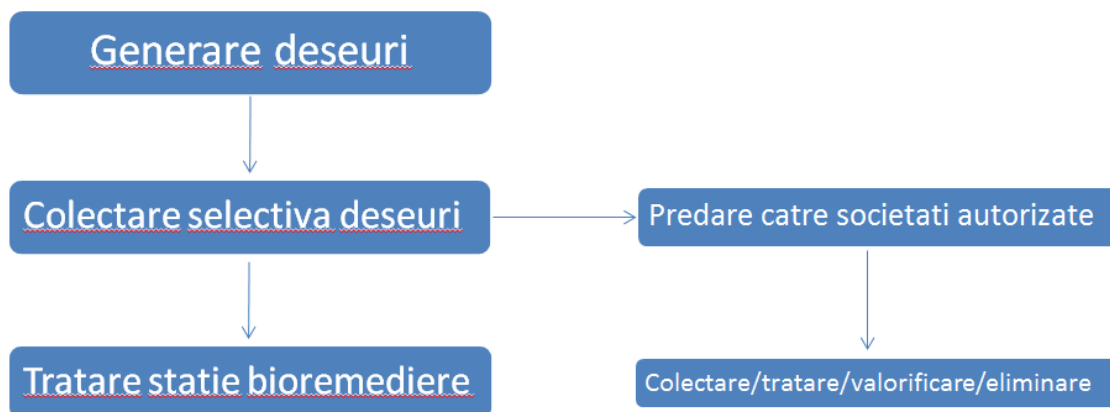 Generare deseuri
Colectare selectiva deseuri
Predare catre societati autorizate
Tratare statie bioremediere
Colectare/tratare/valorificare/eliminare